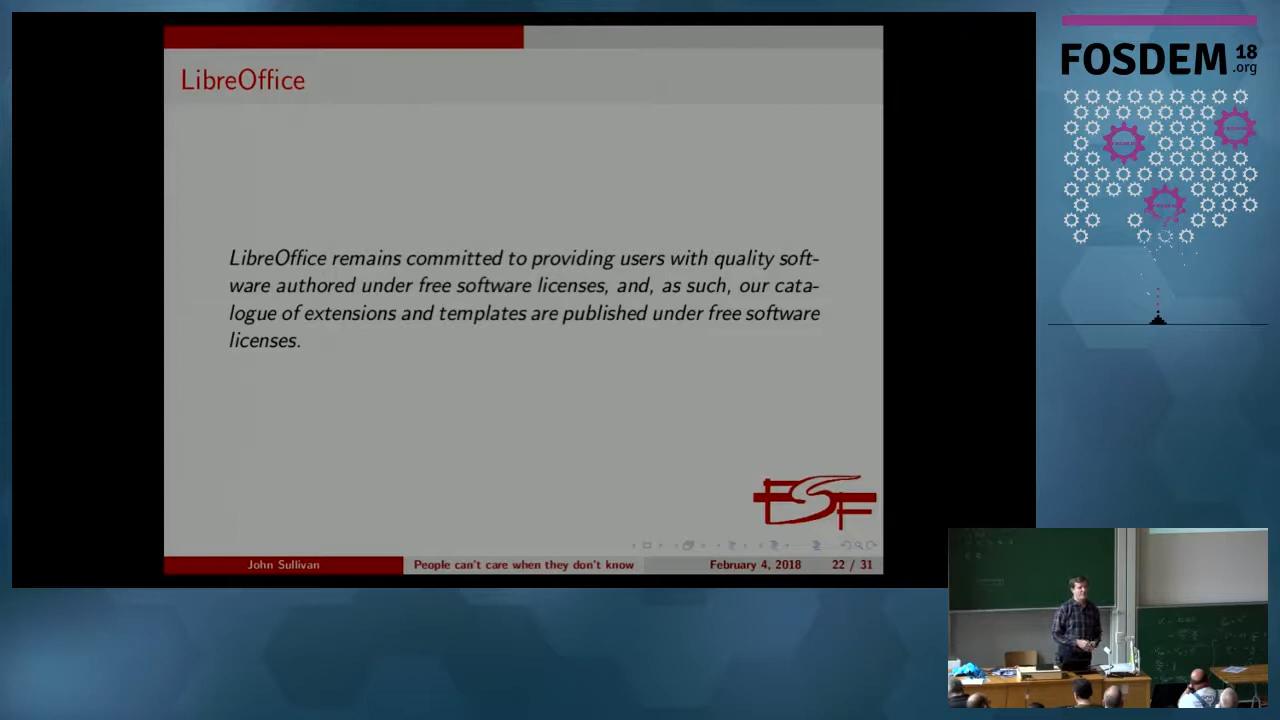 LibreOffice
LibreOffice remains committed to providing users with quality soft-
ware authored under free software licenses, and, as such, our cata-
logue of extensions and templates are published under free software
licenses.
FSF
John Sullivan
People can't care when they don't know
February 4, 2018
22 / 31
FOSDEM 18
.org